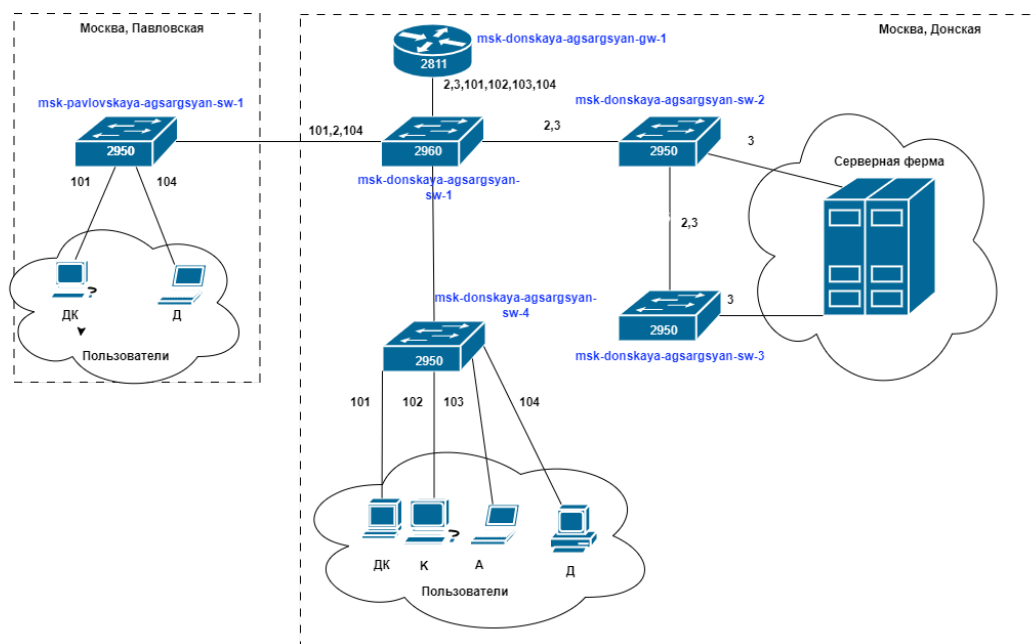 Москва, Павловская
Москва, Донская
msk-donskaya-agsargsyan-gw-1
2811
2,3,101,102,103,104
msk-pavlovskaya-agsargsyan-sw-1
msk-donskaya-agsargsyan-sw-2
2950
101,2,104
2960
2,3
2950
3
Серверная ферма
msk-donskaya-agsargsyan-
sw-1
101
104
2,3
ДК
?
Д
Пользователи
msk-donskaya-agsargsyan-
sw-4
2950
3
2950
msk-donskaya-agsargsyan-sw-3
101
102
103
104
ДК
К
?
А
Д
Пользователи